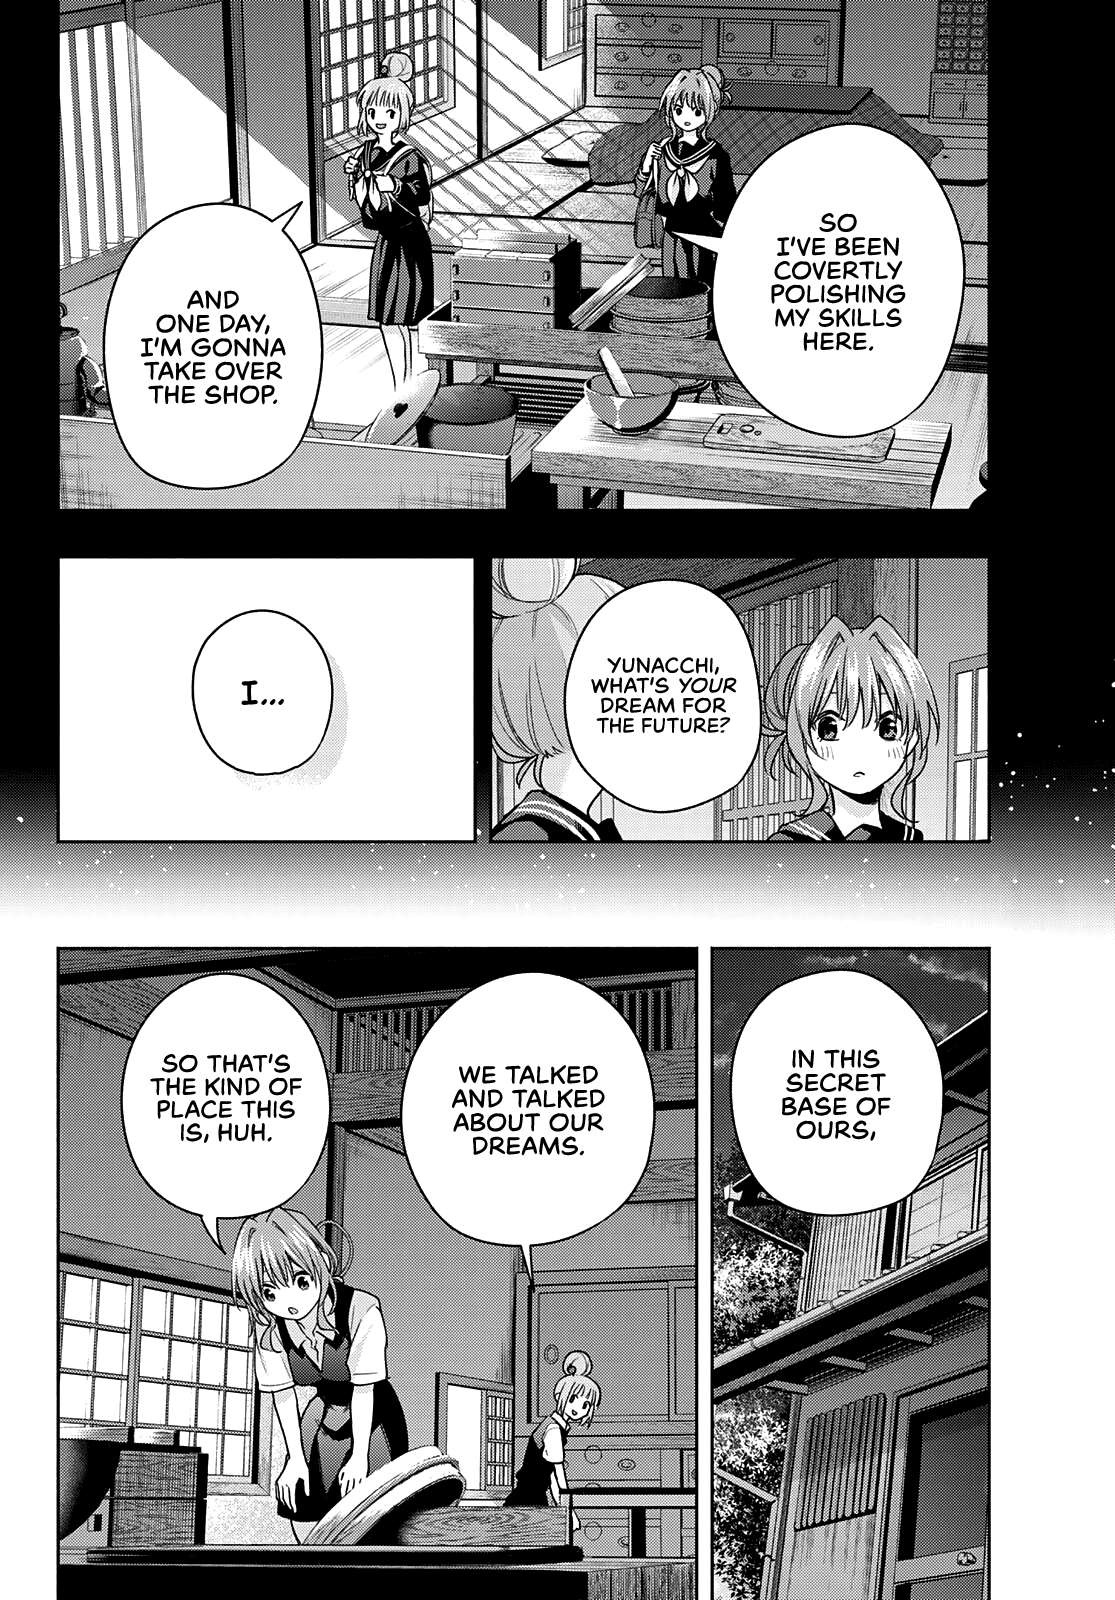 SO
I'VE BEEN
COVERTLY
POLISHING
MY SKILLS
HERE.
AND
ONE DAY,
I'M GONNA
TAKE OVER
THE SHOP.
YUNACCHI,
WHAT'S YOUR
DREAM FOR
THE FUTURE?
I...
IN THIS
SECRET
BASE OF
OURS,
WE TALKED
AND TALKED
ABOUT OUR
DREAMS.
SO THAT'S
THE KIND OF
PLACE THIS
IS, HUH.